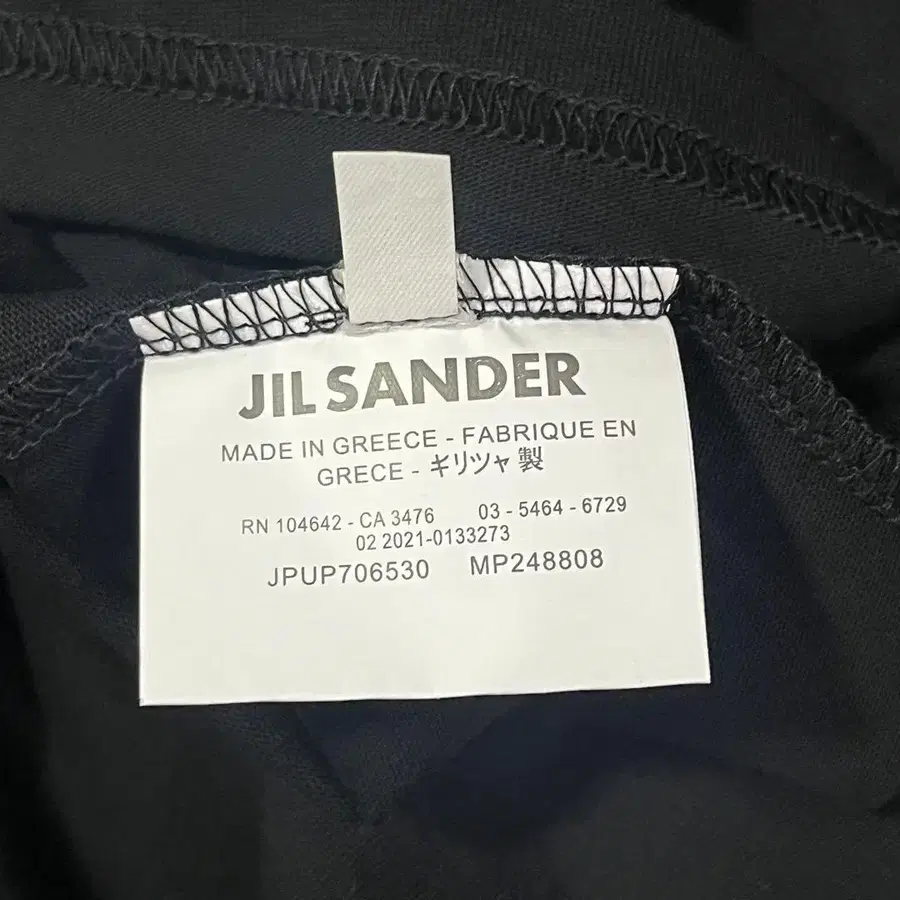 JIL SANDER
MADE IN GREECE - FABRIQUE EN
GRECE - ギリツャ製
RN 104642 - CA 3476 03 - 5464 - 6729
02 2021-0133273
JPUP706530 MP248808